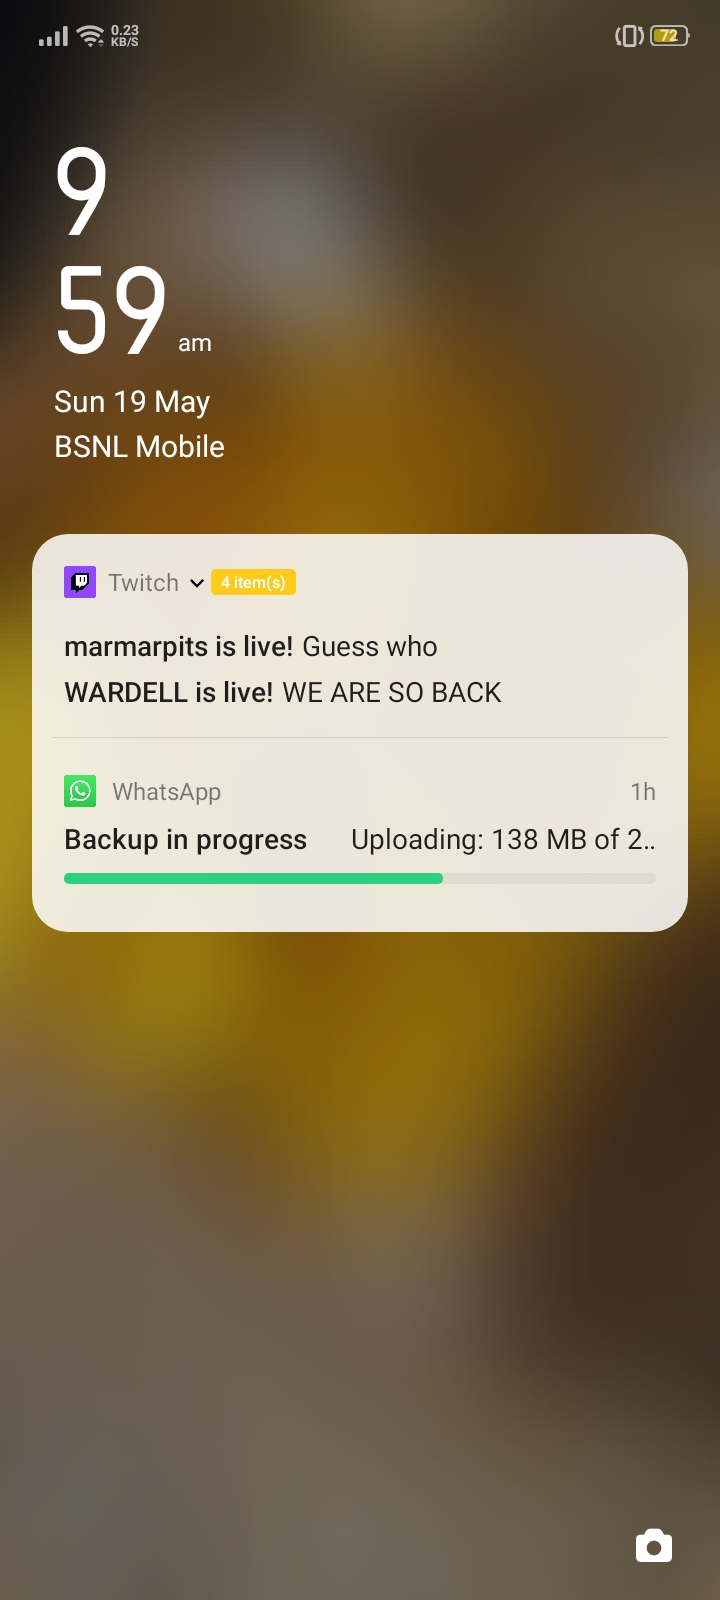 0.23
KB/S
72
9
59 am
Sun 19 May
BSNL Mobile
Twitch 4 item(s)
marmarpits is live! Guess who
WARDELL is live! WE ARE SO BACK
WhatsApp 1h
Backup in progress Uploading: 138 MB of 2..